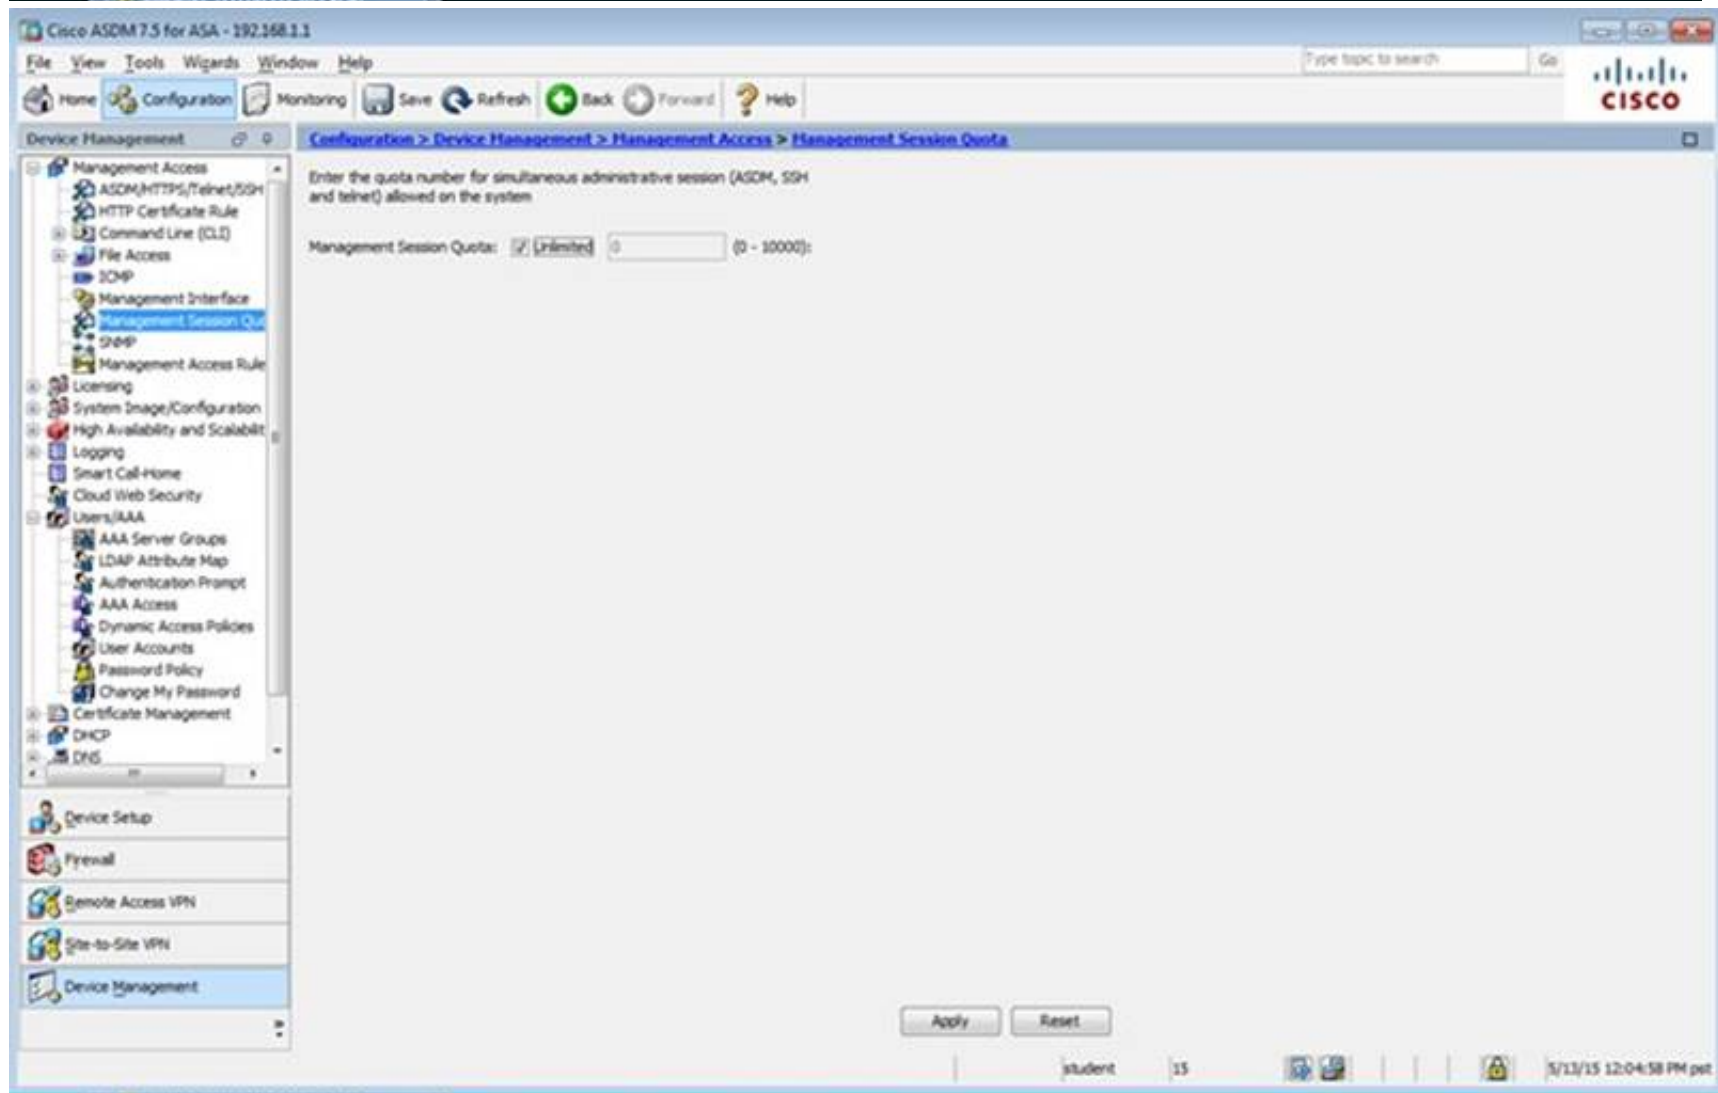 Cisco ASDM 7.5 for ASA - 192.168.1.1
File View Tools Wizards Window Help
Type topic to search Go
Home Configuration Monitoring Save Refresh Back Forward Help
CISCO
Device Management
Configuration > Device Management > Management Access > Management Session Quota
Management Access
ASDM/HTTPS/Telnet/SSH
HTTP Certificate Rule
Command Line (CLI)
File Access
ICMP
Management Interface
Management Session Quo
SNMP
Management Access Rule
Licensing
System Image/Configuration
High Availability and Scalabilit
Logging
Smart Call-Home
Cloud Web Security
Users/AAA
AAA Server Groups
LDAP Attribute Map
Authentication Prompt
AAA Access
Dynamic Access Policies
User Accounts
Password Policy
Change My Password
Certificate Management
DHCP
DNS
Device Setup
Firewall
Remote Access VPN
Site-to-Site VPN
Device Management
Enter the quota number for simultaneous administrative session (ASDM, SSH
and telnet) allowed on the system
Management Session Quota: Unlimited 0 (0 - 10000):
Apply Reset
student 15 5/13/15 12:04:58 PM pst